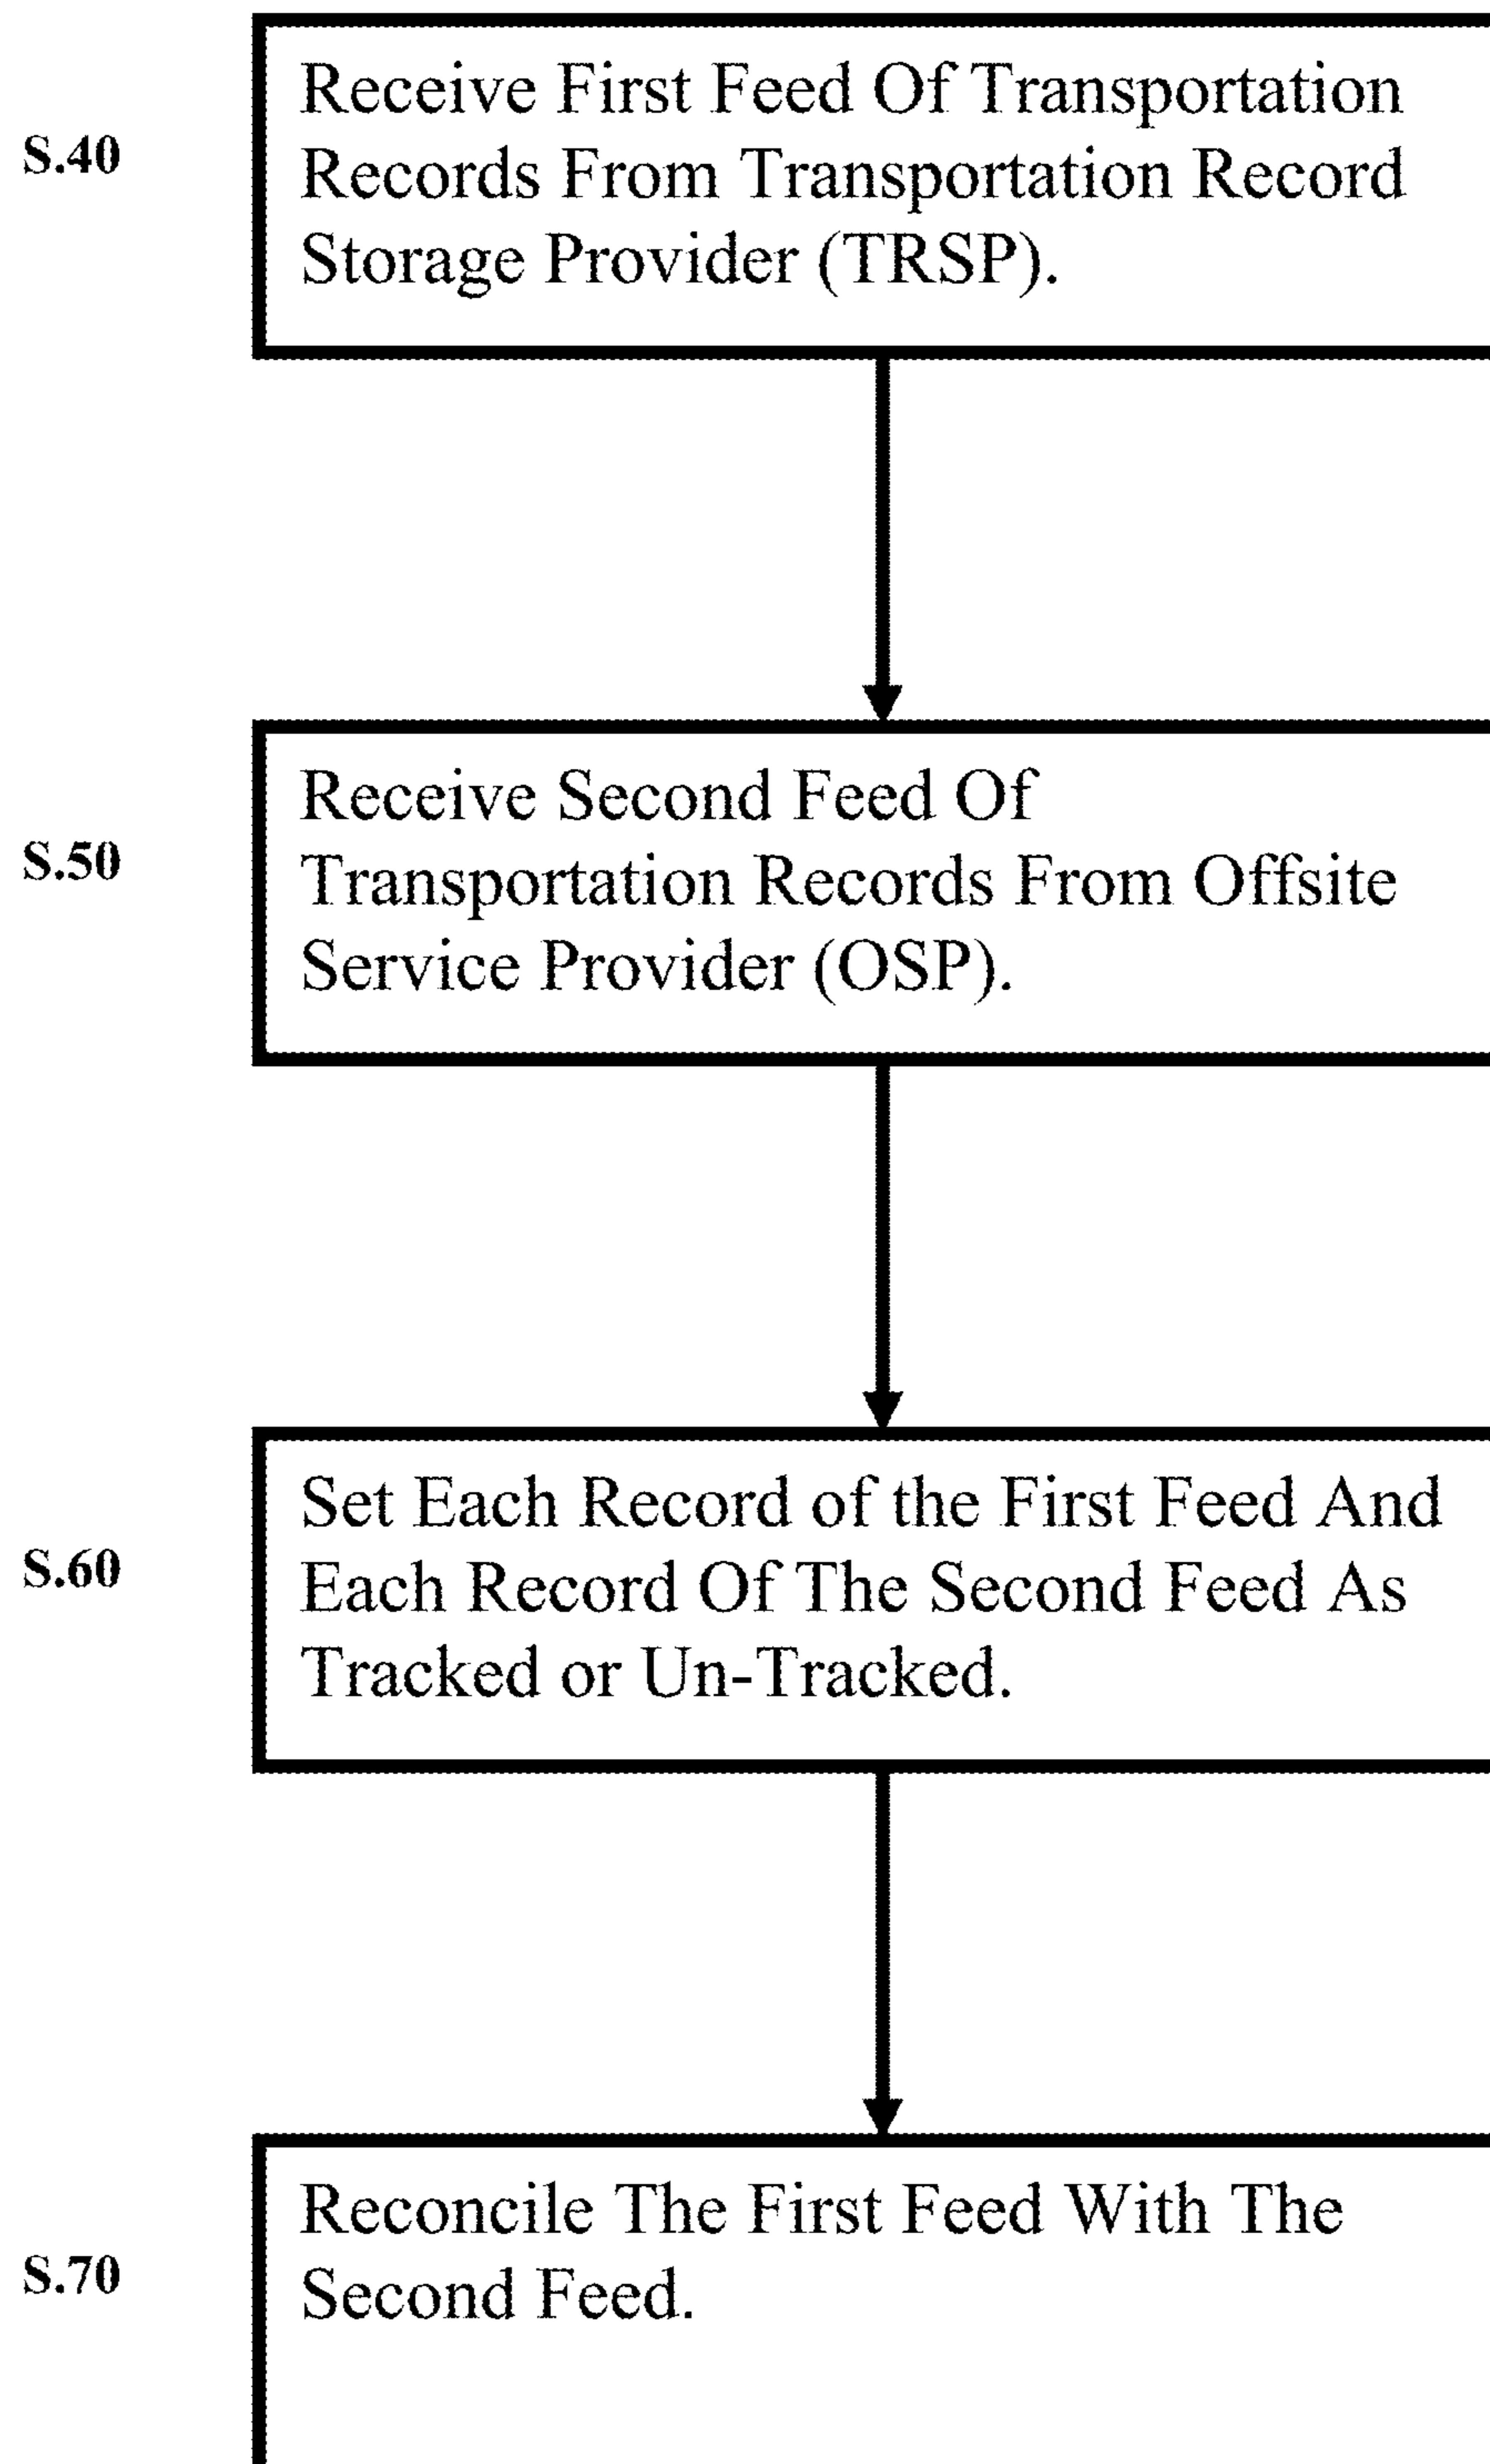 S.40
Receive First Feed Of Transportation
Records From Transportation Record
Storage Provider (TRSP).
S.50
Receive Second Feed Of
Transportation Records From Offsite
Service Provider (OSP).
S.60
Set Each Record of the First Feed And
Each Record Of The Second Feed As
Tracked or Un-Tracked.
S.70
Reconcile The First Feed With The
Second Feed.